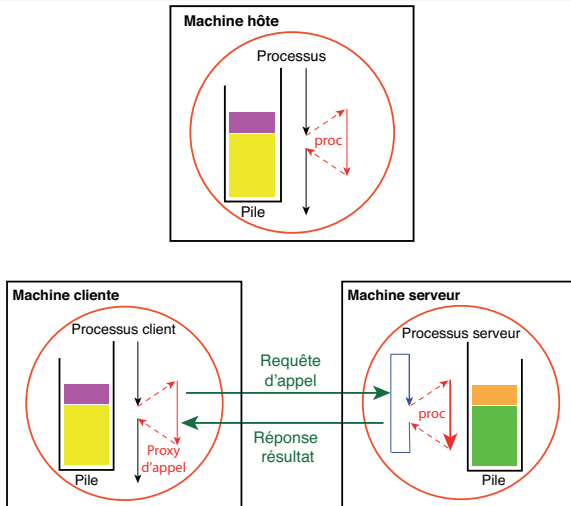 Machine hôte
Processus
proc
Pile
Machine cliente
Processus client
Proxy
d'appel
Pile
Requête
d'appel
Réponse
résultat
Machine serveur
Processus serveur
proc
Pile